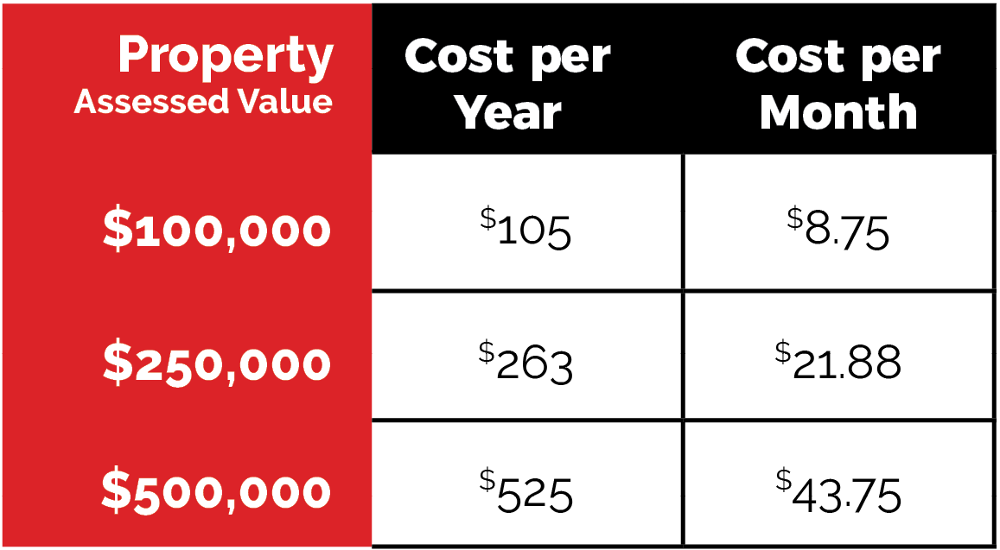 Property
Assessed Value
Cost per
Year
Cost per
Month
$100,000
$105
$8.75
$250,000
$263
$21.88
$500,000
$525
$43.75